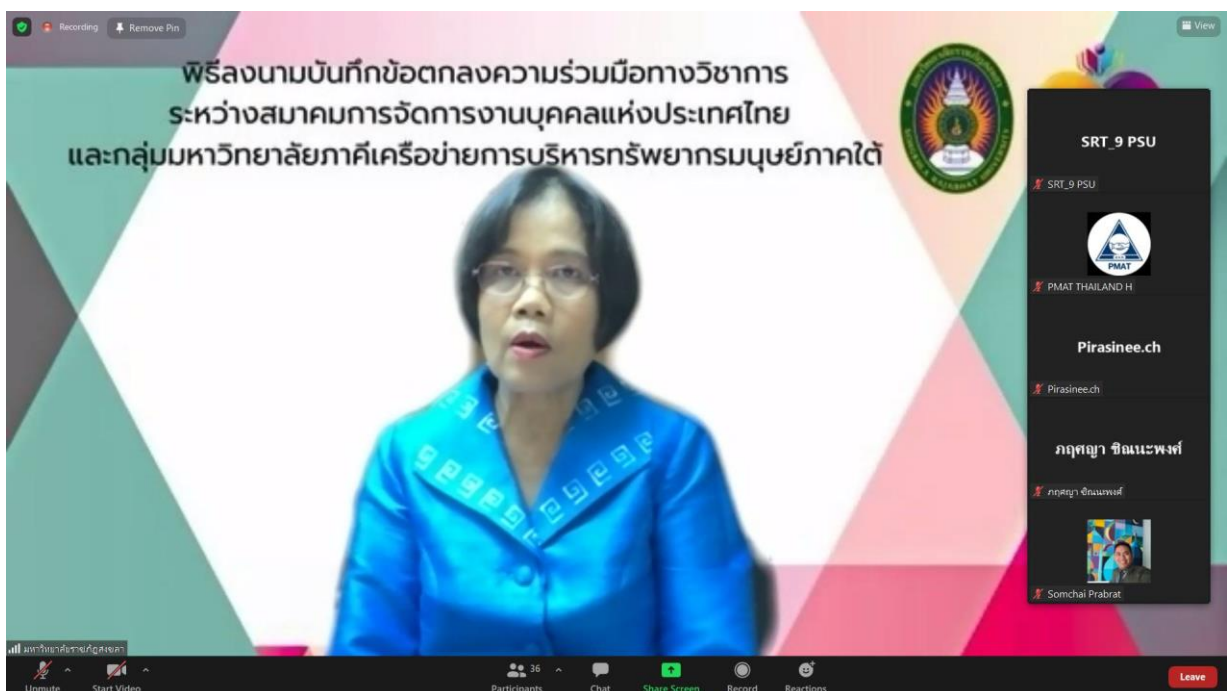 Recording
Remove Pin
View
พิธีลงนามบันทึกข้อตกลงความร่วมมือทางวิชาการ
ระหว่างสมาคมการจัดการงานบุคคลแห่งประเทศไทย
และกลุ่มมหาวิทยาลัยภาคีเครือข่ายการบริหารทรัพยากรมนุษย์ภาคใต้
SRT_9 PSU
SRT_9 PSU
PMAT
PMAT THAILAND H
Pirasinee.ch
Pirasinee.ch
ภฤศญา ชิณนะพงศ์
ภฤศญา ชิณนะพงศ์
Somchai Prabrat
มหาวิทยาลัยราชภัฏสงขลา
Unmute
Start Video
36
Participants
Chat
Share Screen
Record
Reactions
Leave